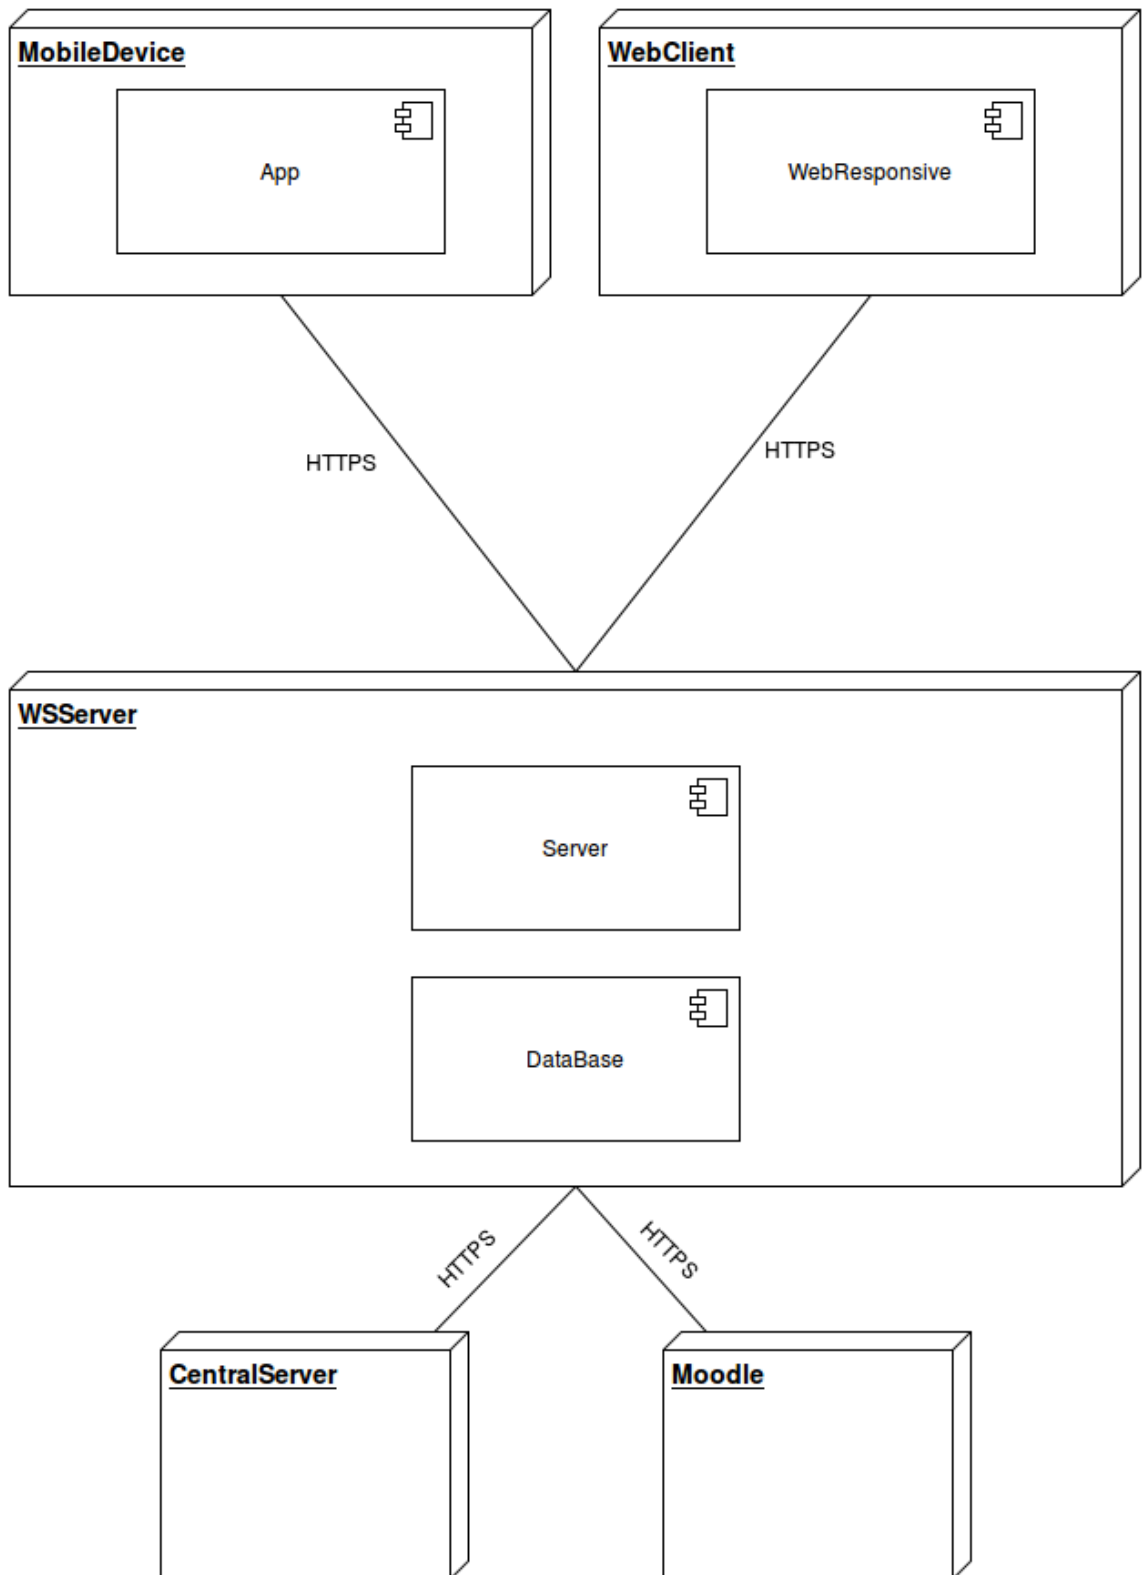 MobileDevice
WebClient
App
WebResponsive
HTTPS
HTTPS
WSServer
Server
DataBase
HTTPS
HTTPS
CentralServer
Moodle